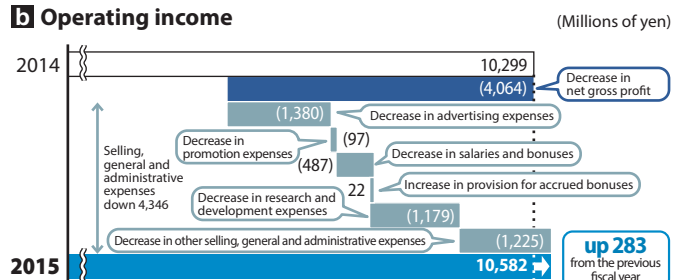 b Operating income
(Millions of yen)
2014
10,299
(4,064)
Decrease in
net gross profit
(1,380)
Decrease in advertising expenses
Decrease in
promotion expenses
(97)
Selling,
general and
administrative
expenses
down 4,346
(487)
Decrease in salaries and bonuses
22
Increase in provision for accrued bonuses
Decrease in research and
development expenses
(1,179)
Decrease in other selling, general and administrative expenses
(1,225)
2015
10,582
up 283
from the previous
fiscal year